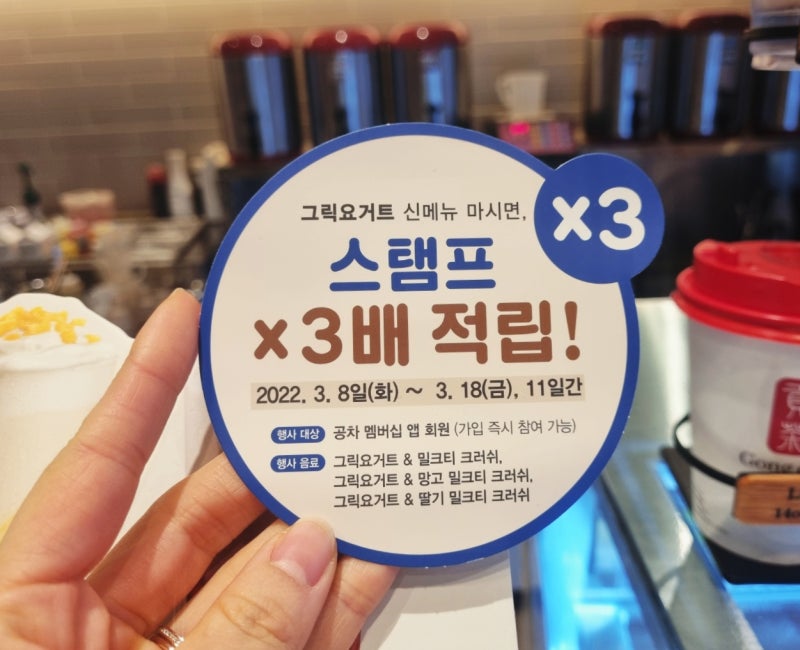 그릭요거트 신메뉴 마시면,
x3
스탬프
x3배 적립!
2022. 3. 8일(화) ~ 3. 18(금), 11일간
행사 대상 공차 멤버십 앱 회원 (가입 즉시 참여 가능)
행사 음료 그릭요거트 & 밀크티 크러쉬,
그릭요거트 & 망고 밀크티 크러쉬,
그릭요거트 & 딸기 밀크티 크러쉬
貢茶